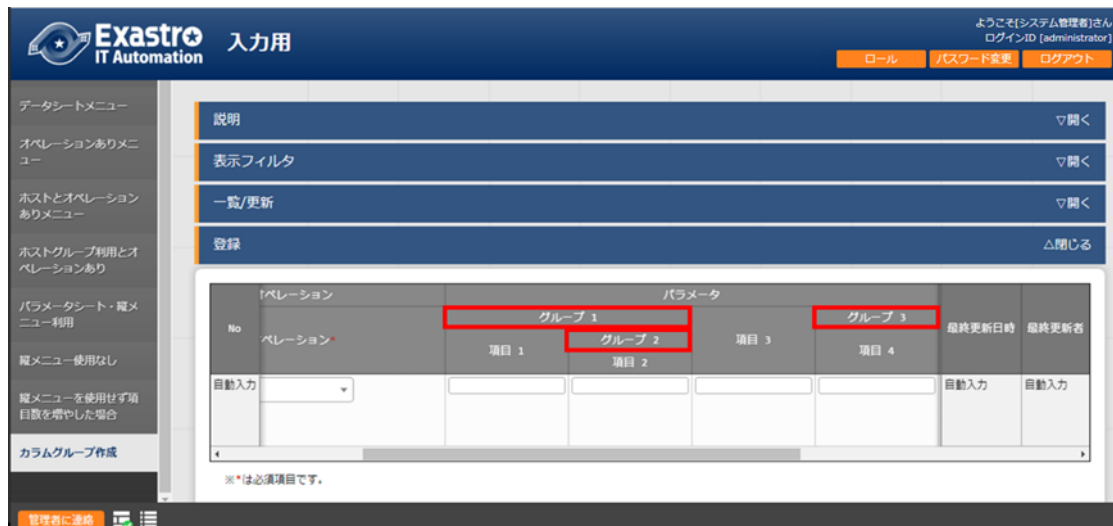 Exastro
IT Automation
入力用
ようこそ[システム管理者]さん
ログインID [administrator]
ロール
パスワード変更
ログアウト
データシートメニュー
オペレーションありメニ
ュー
ホストとオペレーション
ありメニュー
ホストグループ利用とオ
ペレーションあり
パラメータシート・縦メ
ニュー利用
縦メニュー使用なし
縦メニューを使用せず項
目数を増やした場合
カラムグループ作成
説明
▽開く
表示フィルタ
▽開く
一覧/更新
▽開く
登録
△閉じる
No
ペレーション
パラメータ
グループ 1
グループ 3
最終更新日時
最終更新者
ペレーション*
項目 1
グループ 2
項目 3
項目 4
項目 2
自動入力
自動入力
自動入力
※*は必須項目です。
管理者に連絡